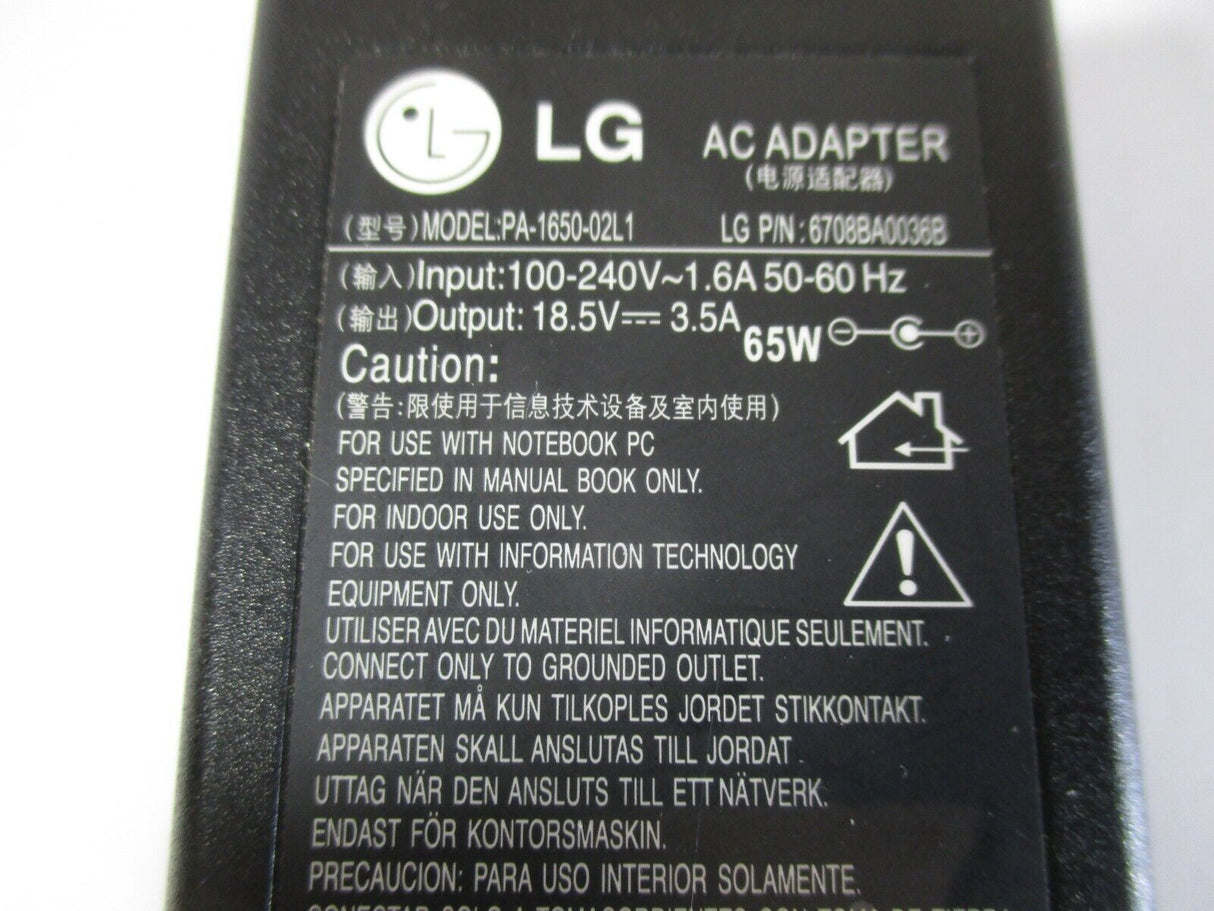 LG AC ADAPTER
(电源适配器)
(型号)MODEL:PA-1650-02L1 LG P/N : 6708BA0036B
(输入)Input:100-240V~1.6A 50-60 Hz
(输出)Output: 18.5V⎓ 3.5A 65W
Caution:
(警告:限使用于信息技术设备及室内使用)
FOR USE WITH NOTEBOOK PC
SPECIFIED IN MANUAL BOOK ONLY.
FOR INDOOR USE ONLY.
FOR USE WITH INFORMATION TECHNOLOGY
EQUIPMENT ONLY.
UTILISER AVEC DU MATERIEL INFORMATIQUE SEULEMENT.
CONNECT ONLY TO GROUNDED OUTLET.
APPARATET MÅ KUN TILKOPLES JORDET STIKKONTAKT.
APPARATEN SKALL ANSLUTAS TILL JORDAT
UTTAG NÄR DEN ANSLUTS TILL ETT NÄTVERK.
ENDAST FÖR KONTORSMASKIN.
PRECAUCION: PARA USO INTERIOR SOLAMENTE.